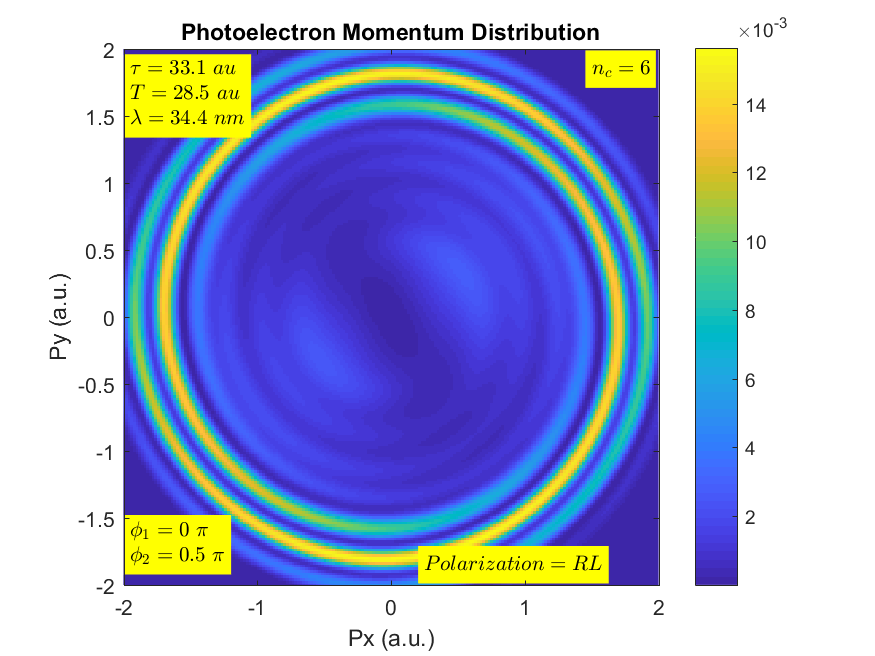 Photoelectron Momentum Distribution
×10⁻³
τ = 33.1 au
T = 28.5 au
λ = 34.4 nm
n_c = 6
2
1.5
1
0.5
0
-0.5
-1
-1.5
-2
Py (a.u.)
ϕ₁ = 0 π
ϕ₂ = 0.5 π
Polarization = RL
-2
-1
0
1
2
Px (a.u.)
14
12
10
8
6
4
2